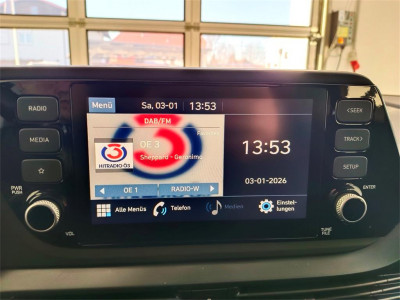 RADIO
MEDIA
PWR
PUSH
VOL
Menü
Sa, 03-01
13:53
DAB/FM
OE 3
Sheppard - Geronimo
3
HITRADIO Ö3
OE 1
RADIO-W
13:53
03-01-2026
Alle Menüs
Telefon
Medien
Einstel-
lungen
<SEEK
TRACK>
SETUP
ENTER
TUNE
FILE